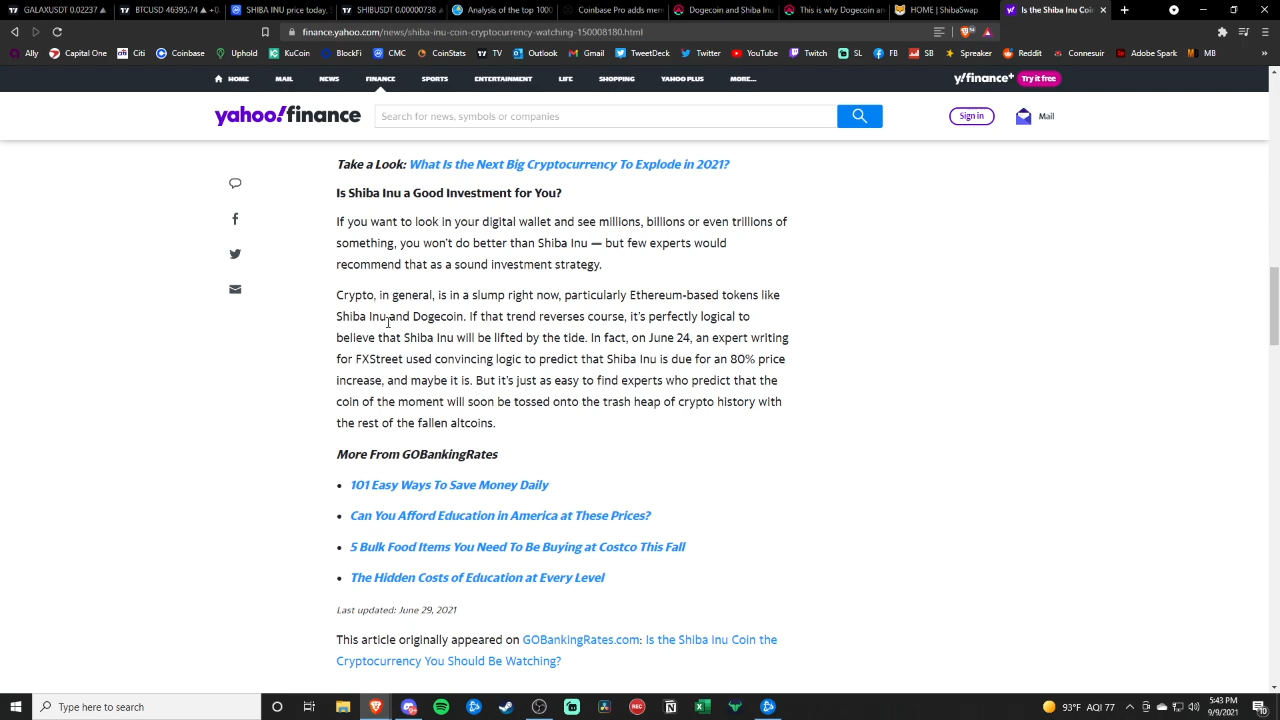 GALAXUSDT 0.02237
BTCUSD 46395.74 +0.
SHIBA INU price today,
SHIBUSDT 0.00000738
Analysis of the top 1000
Coinbase Pro adds mem
Dogecoin and Shiba Inu
This is why Dogecoin an
HOME | ShibaSwap
Is the Shiba Inu Coin
finance.yahoo.com/news/shiba-inu-coin-cryptocurrency-watching-150008180.html
Ally
Capital One
Citi
Coinbase
Uphold
KuCoin
BlockFi
CMC
CoinStats
TV
Outlook
Gmail
TweetDeck
Twitter
YouTube
Twitch
SL
FB
SB
Spreaker
Reddit
Connesuir
Adobe Spark
MB
HOME
MAIL
NEWS
FINANCE
SPORTS
ENTERTAINMENT
LIFE
SHOPPING
YAHOO PLUS
MORE...
y!finance+ Try it free
yahoo!finance
Search for news, symbols or companies
Sign in
Mail
Take a Look: What Is the Next Big Cryptocurrency To Explode in 2021?
Is Shiba Inu a Good Investment for You?
If you want to look in your digital wallet and see millions, billions or even trillions of
something, you won't do better than Shiba Inu — but few experts would
recommend that as a sound investment strategy.
Crypto, in general, is in a slump right now, particularly Ethereum-based tokens like
Shiba Inu and Dogecoin. If that trend reverses course, it's perfectly logical to
believe that Shiba Inu will be lifted by the tide. In fact, on June 24, an expert writing
for FXStreet used convincing logic to predict that Shiba Inu is due for an 80% price
increase, and maybe it is. But it's just as easy to find experts who predict that the
coin of the moment will soon be tossed onto the trash heap of crypto history with
the rest of the fallen altcoins.
More From GOBankingRates
• 101 Easy Ways To Save Money Daily
• Can You Afford Education in America at These Prices?
• 5 Bulk Food Items You Need To Be Buying at Costco This Fall
• The Hidden Costs of Education at Every Level
Last updated: June 29, 2021
This article originally appeared on GOBankingRates.com: Is the Shiba Inu Coin the
Cryptocurrency You Should Be Watching?
Type here to search
REC
93°F AQI 77
5:43 PM
9/9/2021